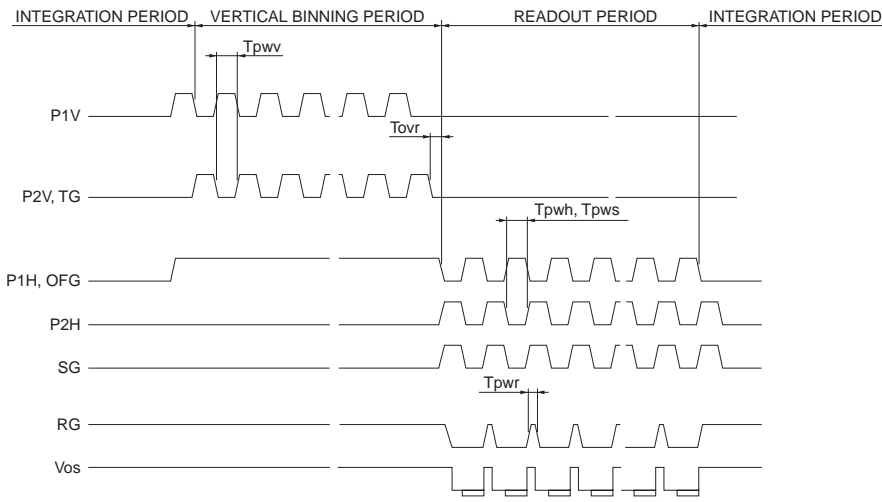 INTEGRATION PERIOD VERTICAL BINNING PERIOD READOUT PERIOD INTEGRATION PERIOD
Tpwv
P1V
Tovr
P2V, TG
Tpwh, Tpws
P1H, OFG
P2H
SG
Tpwr
RG
Vos